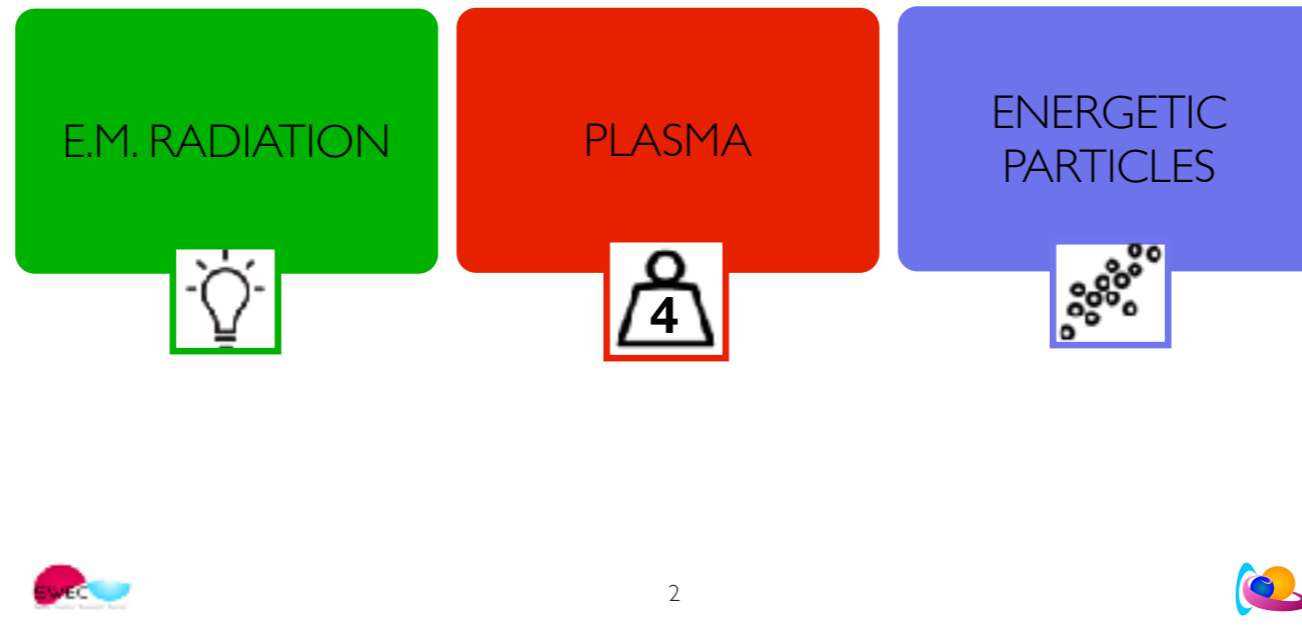 E.M. RADIATION
PLASMA
ENERGETIC
PARTICLES
4
SWEC
2